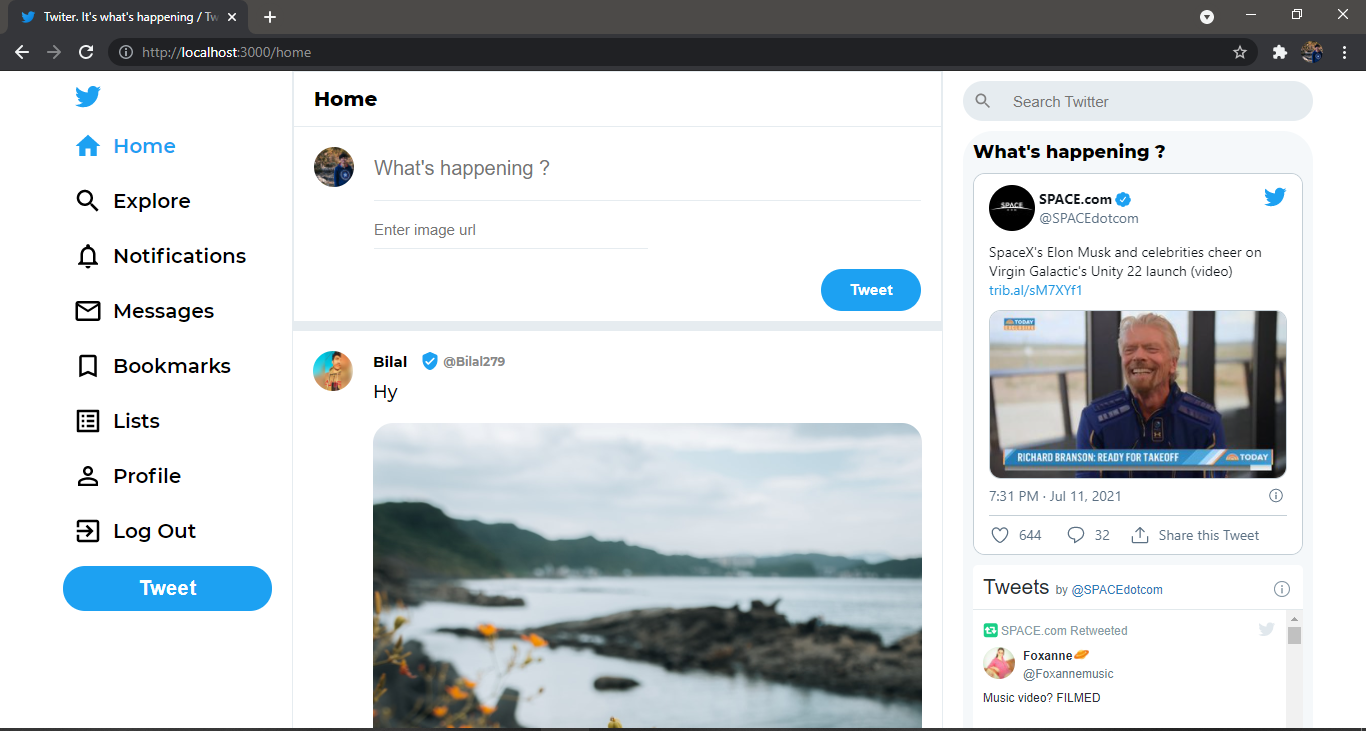 Twiter. It's what's happening / Tw
http://localhost:3000/home
Home
Explore
Notifications
Messages
Bookmarks
Lists
Profile
Log Out
Tweet
Home
What's happening ?
Enter image url
Tweet
Bilal @Bilal279
Hy
Search Twitter
What's happening ?
SPACE
SPACE.com
@SPACEdotcom
SpaceX's Elon Musk and celebrities cheer on
Virgin Galactic's Unity 22 launch (video)
trib.al/sM7XYf1
TODAY
EXCLUSIVE
RICHARD BRANSON: READY FOR TAKEOFF TODAY
7:31 PM · Jul 11, 2021
644 32 Share this Tweet
Tweets by @SPACEdotcom
SPACE.com Retweeted
Foxanne🥖
@Foxannemusic
Music video? FILMED